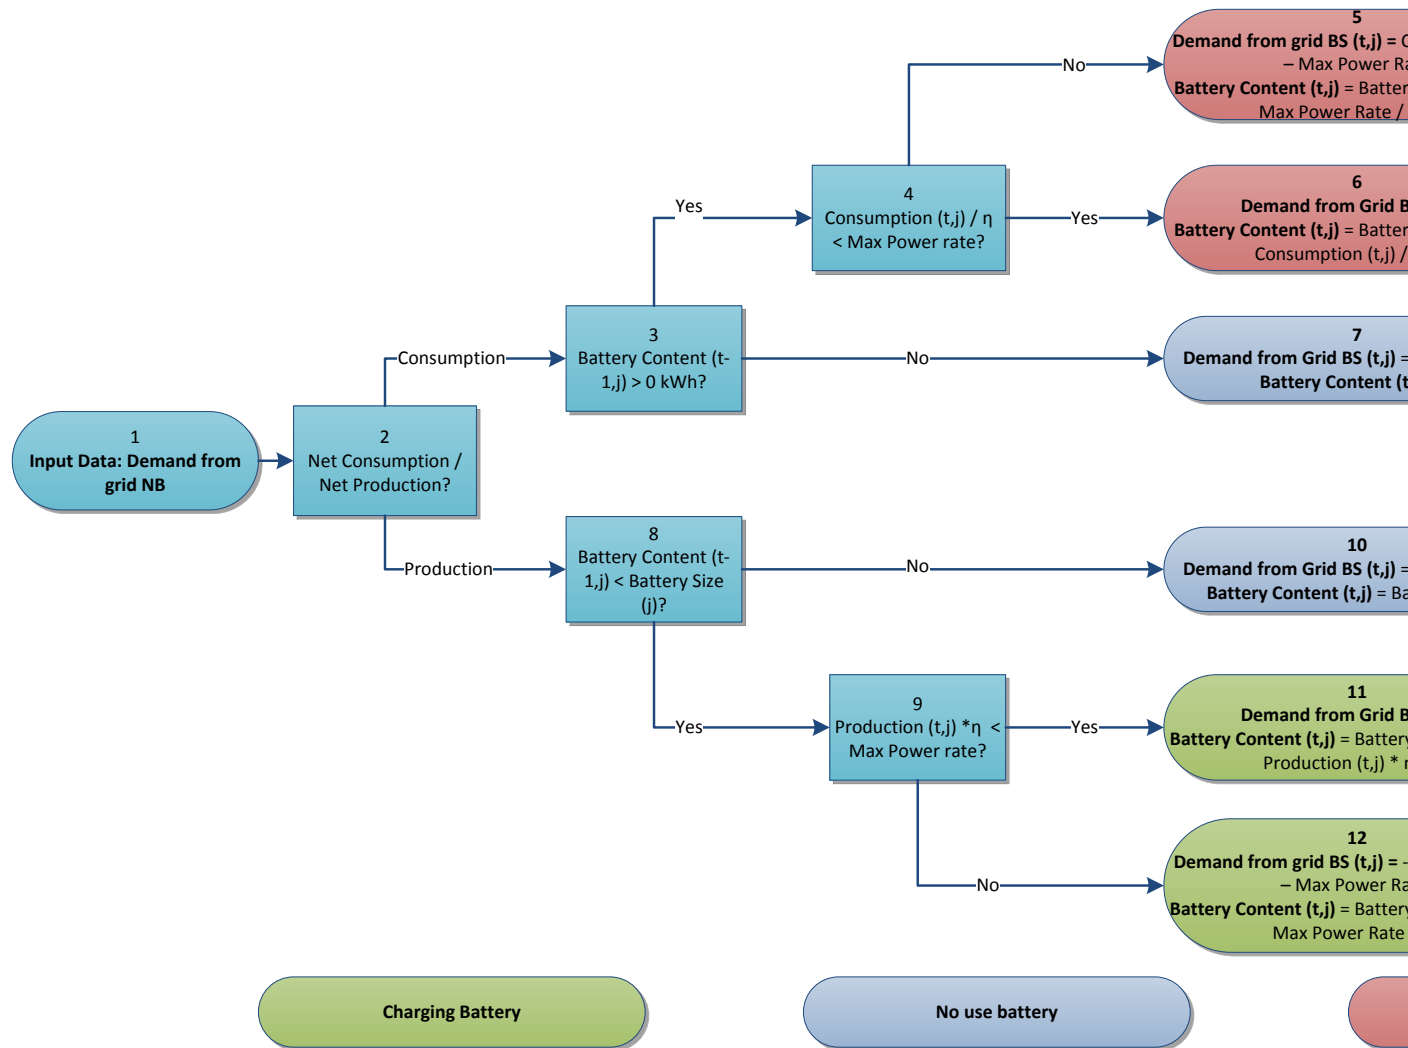 1
Input Data: Demand from
grid NB
2
Net Consumption /
Net Production?
Consumption
Production
3
Battery Content (t-
1,j) > 0 kWh?
Yes
No
4
Consumption (t,j) / η
< Max Power rate?
No
Yes
5
Demand from grid BS (t,j) =
– Max Power
Battery Content (t,j) =
Max Power Rate /
6
Demand from Grid
Battery Content (t,j) =
Consumption (t,j) /
7
Demand from Grid BS (t,j) =
Battery Content
8
Battery Content (t-
1,j) < Battery Size
(j)?
No
Yes
10
Demand from Grid BS (t,j) =
Battery Content (t,j) =
9
Production (t,j) *η <
Max Power rate?
Yes
No
11
Demand from Grid
Battery Content (t,j) = Battery
Production (t,j) *
12
Demand from grid BS (t,j) = -
– Max Power
Battery Content (t,j) = Battery
Max Power Rate
Charging Battery
No use battery